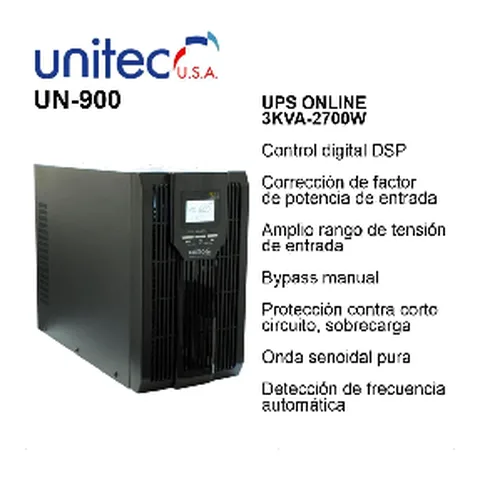 unitec U.S.A.
UN-900
UPS ONLINE
3KVA-2700W
Control digital DSP
Corrección de factor
de potencia de entrada
Amplio rango de tensión
de entrada
Bypass manual
Protección contra corto
circuito, sobrecarga
Onda senoidal pura
Detección de frecuencia
automática